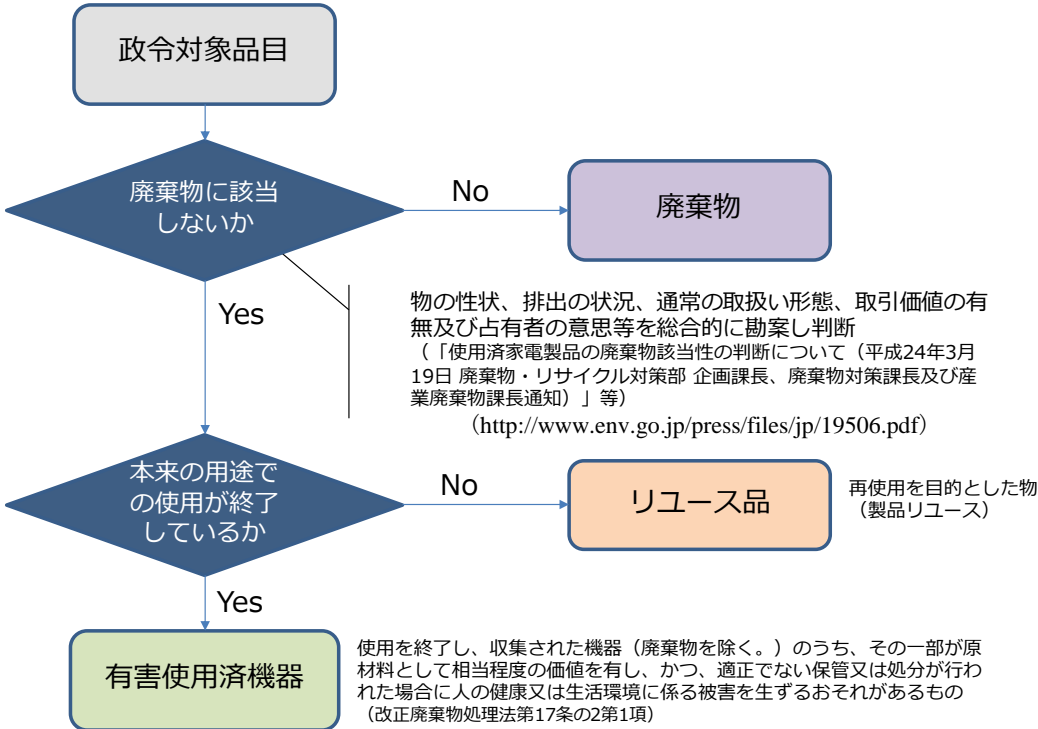 政令対象品目
廃棄物に該当
しないか
No
廃棄物
Yes
物の性状、排出の状況、通常の取扱い形態、取引価値の有
無及び占有者の意思等を総合的に勘案し判断
（「使用済家電製品の廃棄物該当性の判断について（平成24年3月
19日 廃棄物・リサイクル対策部 企画課長、廃棄物対策課長及び産
業廃棄物課長通知）」等）
（http://www.env.go.jp/press/files/jp/19506.pdf）
本来の用途で
の使用が終了
しているか
No
リユース品
再使用を目的とした物
（製品リユース）
Yes
有害使用済機器
使用を終了し、収集された機器（廃棄物を除く。）のうち、その一部が原
材料として相当程度の価値を有し、かつ、適正でない保管又は処分が行わ
れた場合に人の健康又は生活環境に係る被害を生ずるおそれがあるもの
（改正廃棄物処理法第17条の2第1項）